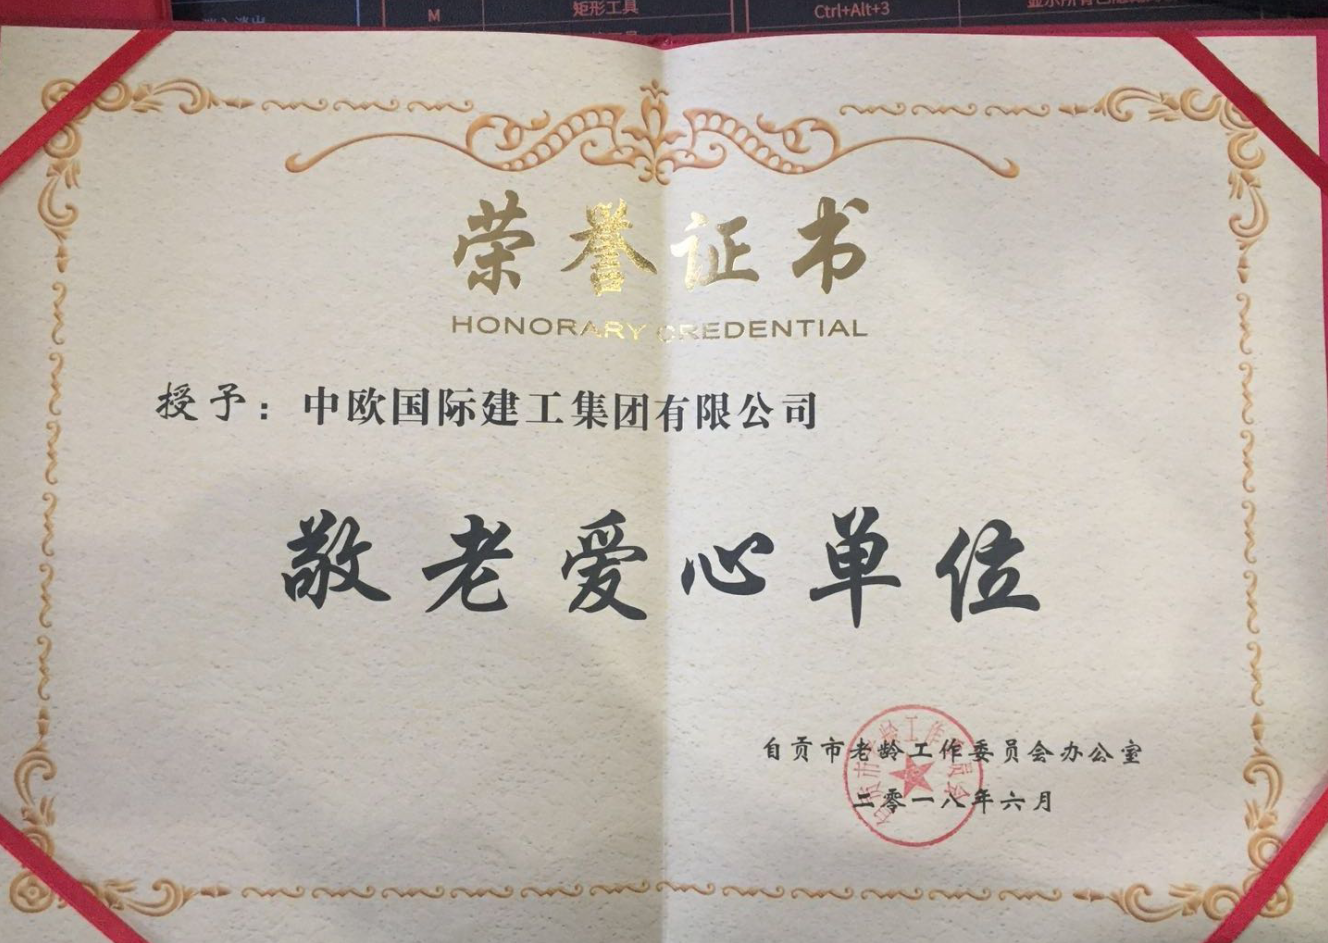 M
矩形工具
Ctrl+Alt+3
荣誉证书
HONORARY CREDENTIAL
授予：中欧国际建工集团有限公司
敬老爱心单位
自贡市老龄工作委员会办公室
二零一八年六月